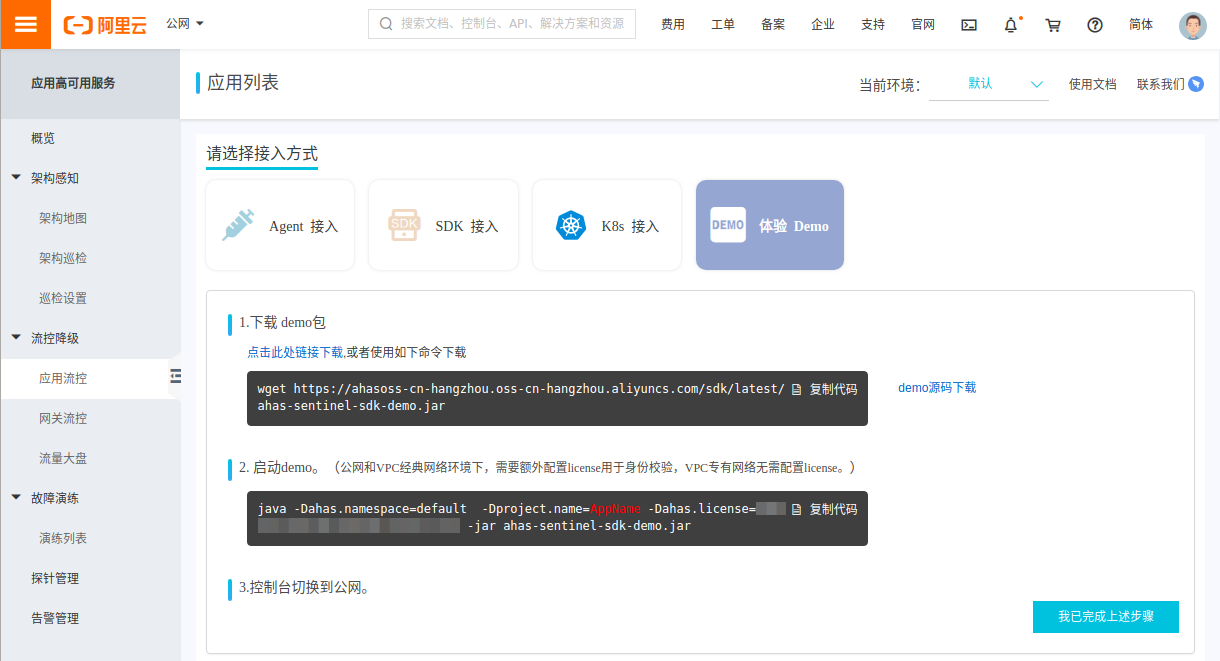 阿里云
公网
搜索文档、控制台、API、解决方案和资源
费用
工单
备案
企业
支持
官网
简体
应用高可用服务
概览
架构感知
架构地图
架构巡检
巡检设置
流控降级
应用流控
网关流控
流量大盘
故障演练
演练列表
探针管理
告警管理
应用列表
当前环境：
默认
使用文档
联系我们
请选择接入方式
Agent 接入
SDK
SDK 接入
K8s 接入
DEMO
体验 Demo
1.下载 demo包
点击此处链接下载,或者使用如下命令下载
wget https://ahasoss-cn-hangzhou.oss-cn-hangzhou.aliyuncs.com/sdk/latest/
ahas-sentinel-sdk-demo.jar
复制代码
demo源码下载
2. 启动demo。（公网和VPC经典网络环境下，需要额外配置license用于身份校验，VPC专有网络无需配置license。）
java -Dahas.namespace=default  -Dproject.name=AppName -Dahas.license=
-jar ahas-sentinel-sdk-demo.jar
复制代码
3.控制台切换到公网。
我已完成上述步骤